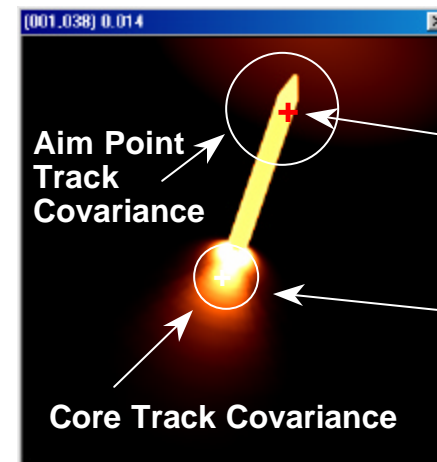 (001.038) 0.014
Aim Point
Track
Covariance
Core Track Covariance